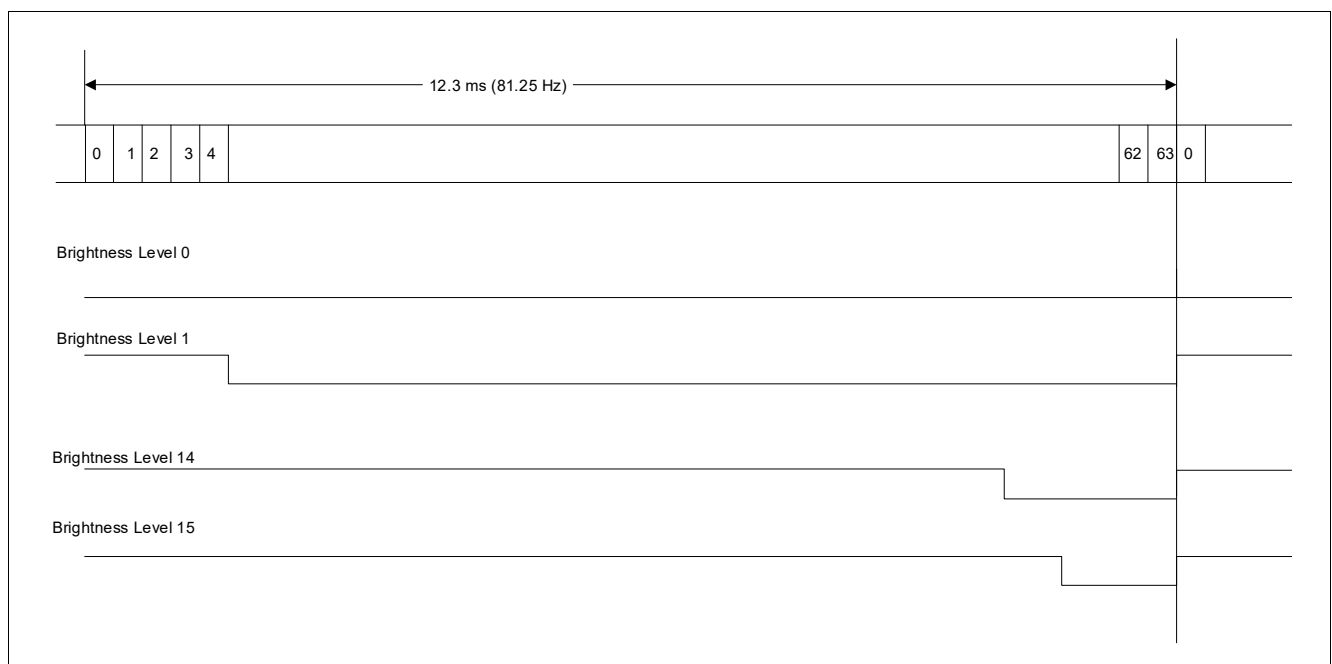 12.3 ms (81.25 Hz)
0 1 2 3 4 62 63 0
Brightness Level 0
Brightness Level 1
Brightness Level 14
Brightness Level 15